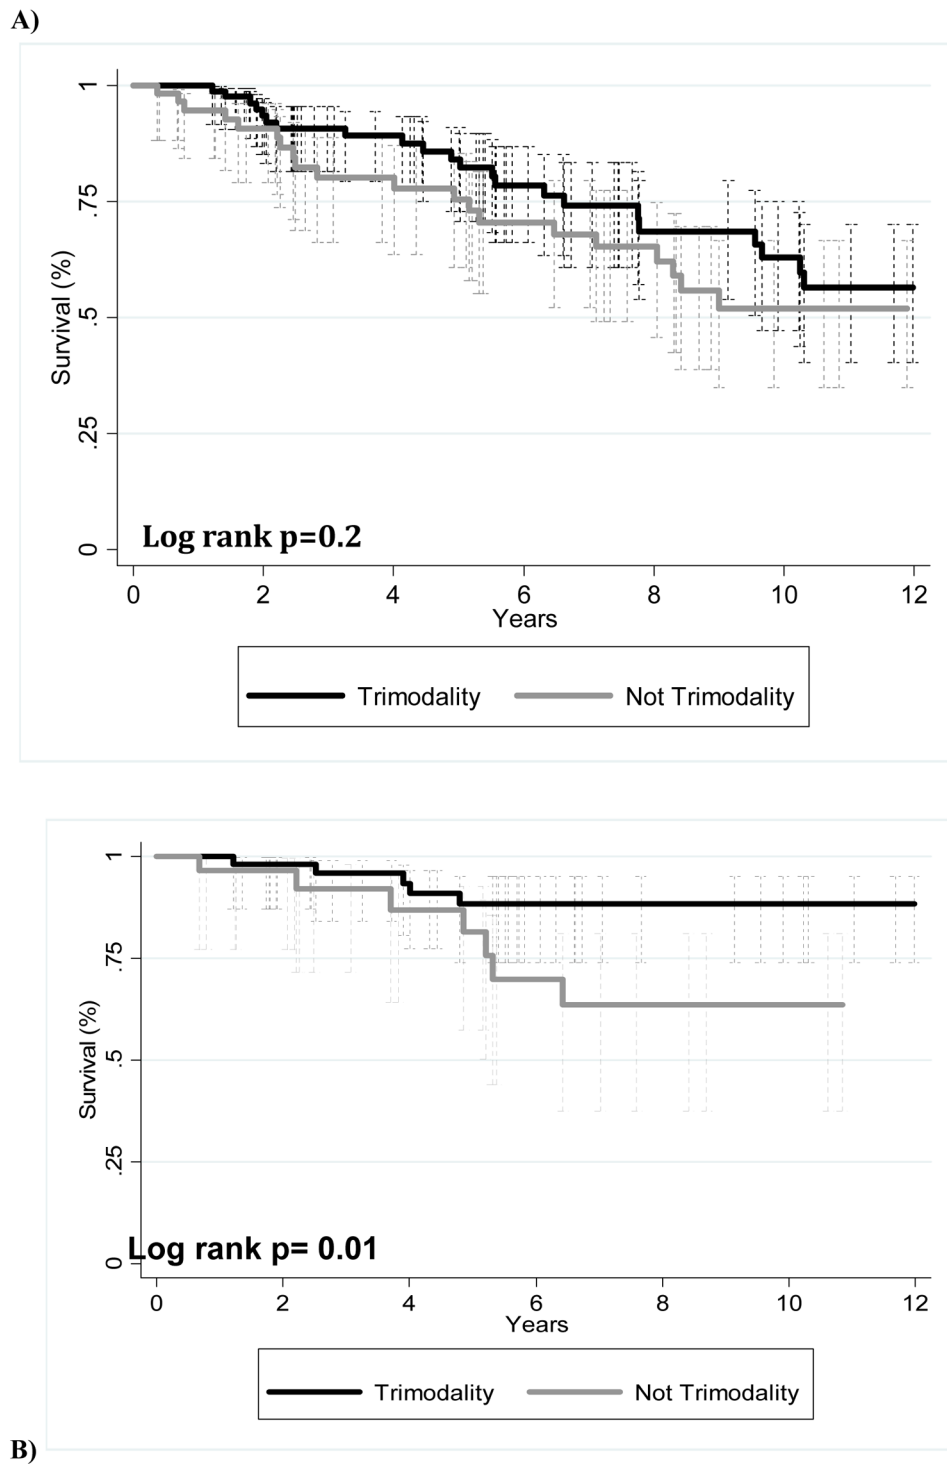 A)
1
.75
.5
.25
0
Survival (%)
Log rank p=0.2
0 2 4 6 8 10 12
Years
Trimodality Not Trimodality
1
.75
.5
.25
0
Survival (%)
Log rank p= 0.01
0 2 4 6 8 10 12
Years
Trimodality Not Trimodality
B)